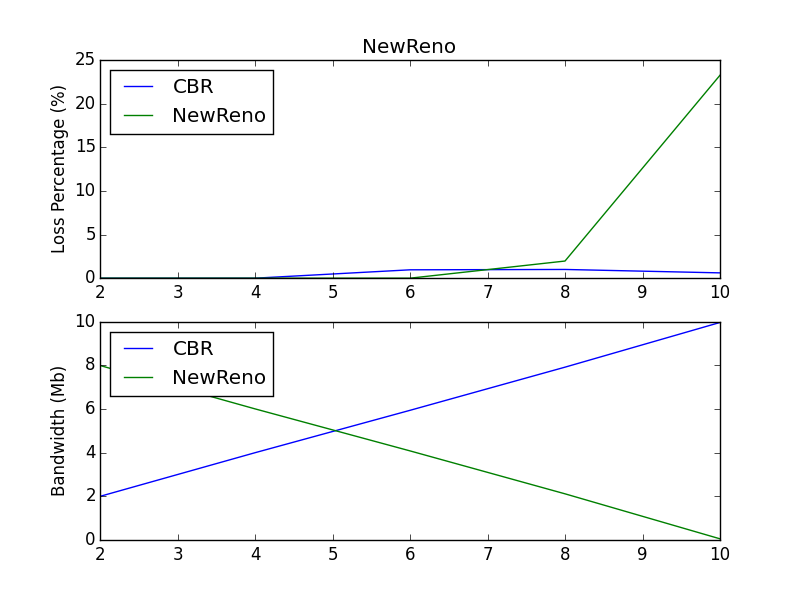 NewReno
Loss Percentage (%)
25
20
15
10
5
0
CBR
NewReno
2 3 4 5 6 7 8 9 10
Bandwidth (Mb)
10
8
6
4
2
0
CBR
NewReno
2 3 4 5 6 7 8 9 10